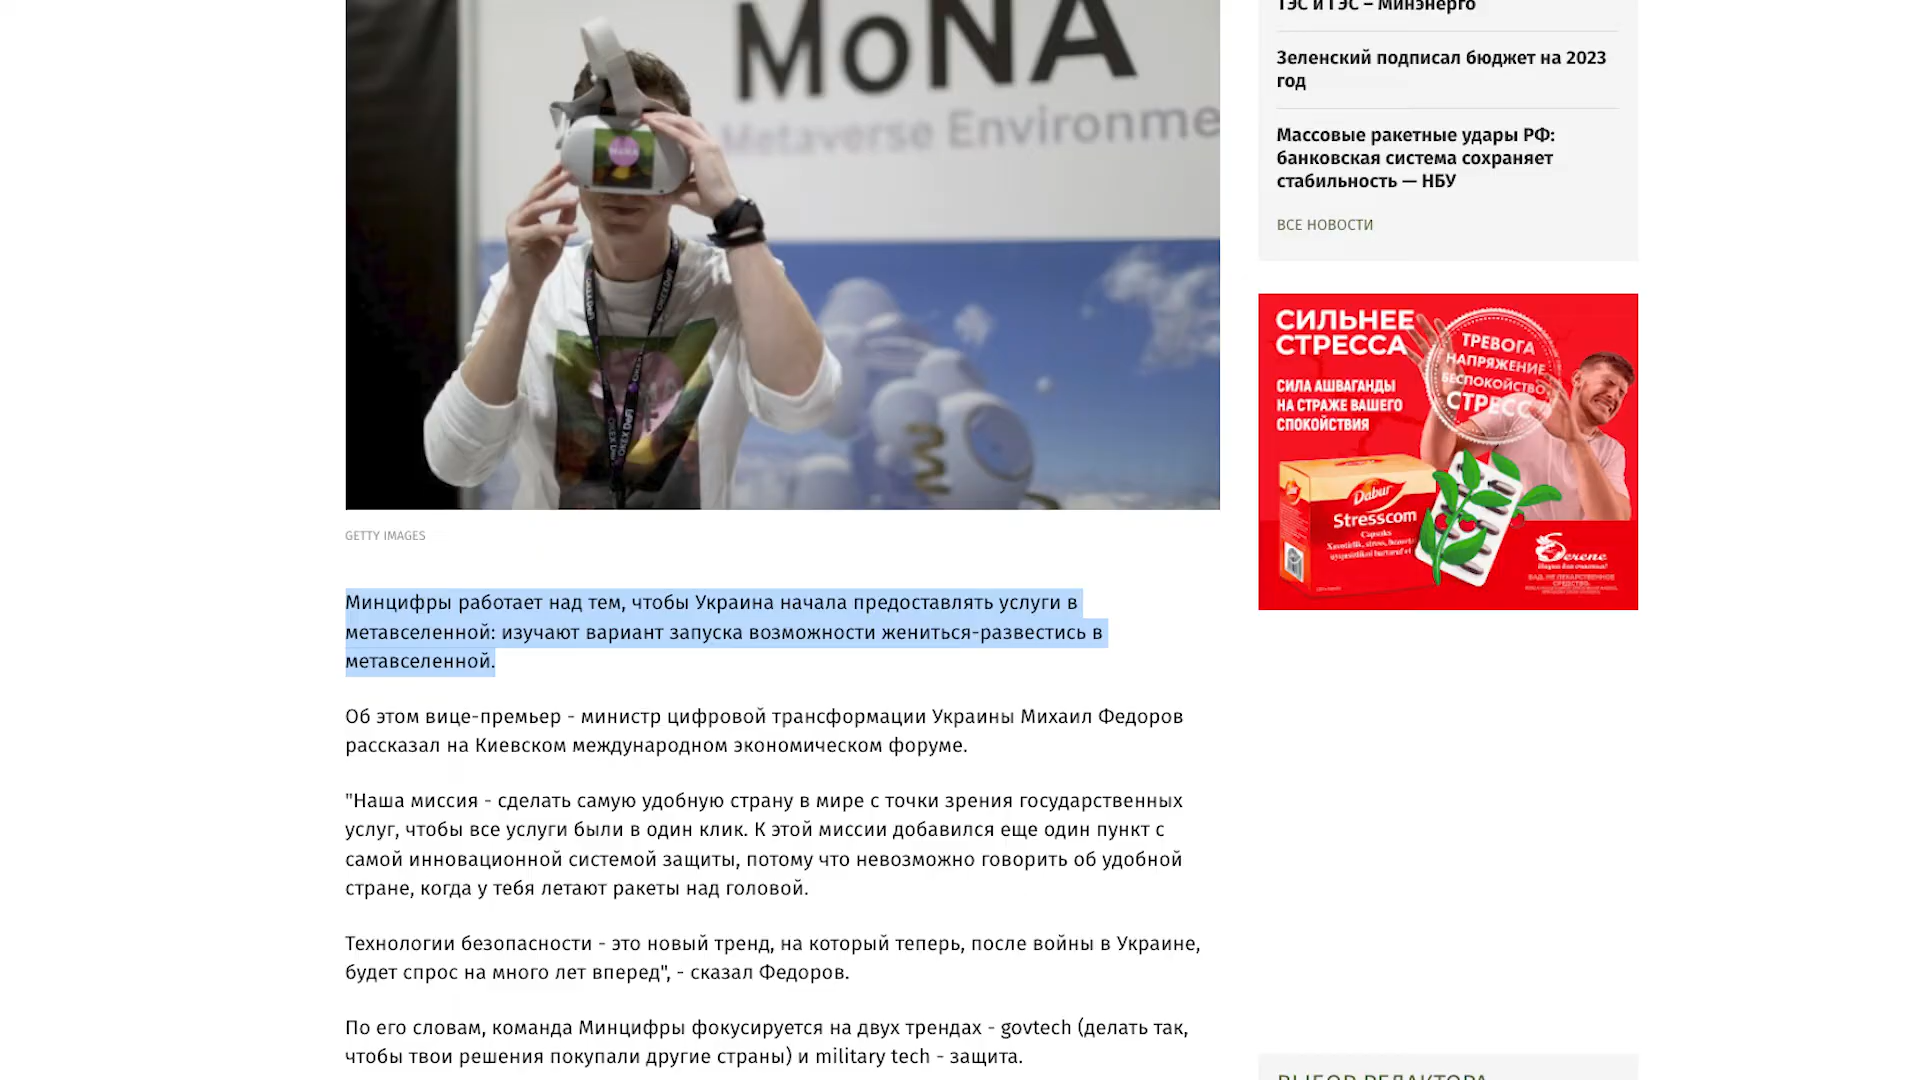 MoNA
Metaverse Environme
GETTY IMAGES
Минцифры работает над тем, чтобы Украина начала предоставлять услуги в
метавселенной: изучают вариант запуска возможности жениться-развестись в
метавселенной.
Об этом вице-премьер - министр цифровой трансформации Украины Михаил Федоров
рассказал на Киевском международном экономическом форуме.
"Наша миссия - сделать самую удобную страну в мире с точки зрения государственных
услуг, чтобы все услуги были в один клик. К этой миссии добавился еще один пункт с
самой инновационной системой защиты, потому что невозможно говорить об удобной
стране, когда у тебя летают ракеты над головой.
Технологии безопасности - это новый тренд, на который теперь, после войны в Украине,
будет спрос на много лет вперед", - сказал Федоров.
По его словам, команда Минцифры фокусируется на двух трендах - govtech (делать так,
чтобы твои решения покупали другие страны) и military tech - защита.
ТЭС и ГЭС – Минэнерго
Зеленский подписал бюджет на 2023
год
Массовые ракетные удары РФ:
банковская система сохраняет
стабильность — НБУ
ВСЕ НОВОСТИ
СИЛЬНЕЕ
СТРЕССА
ТРЕВОГА
НАПРЯЖЕНИЕ
БЕСПОКОЙСТВО
СТРЕСС
СИЛА АШВАГАНДЫ
НА СТРАЖЕ ВАШЕГО
СПОКОЙСТВИЯ
Dabur
Stresscom
Capsules
Serene
БАД. НЕ ЛЕКАРСТВЕННОЕ
СРЕДСТВО.
ВЫБОР РЕДАКТОРА